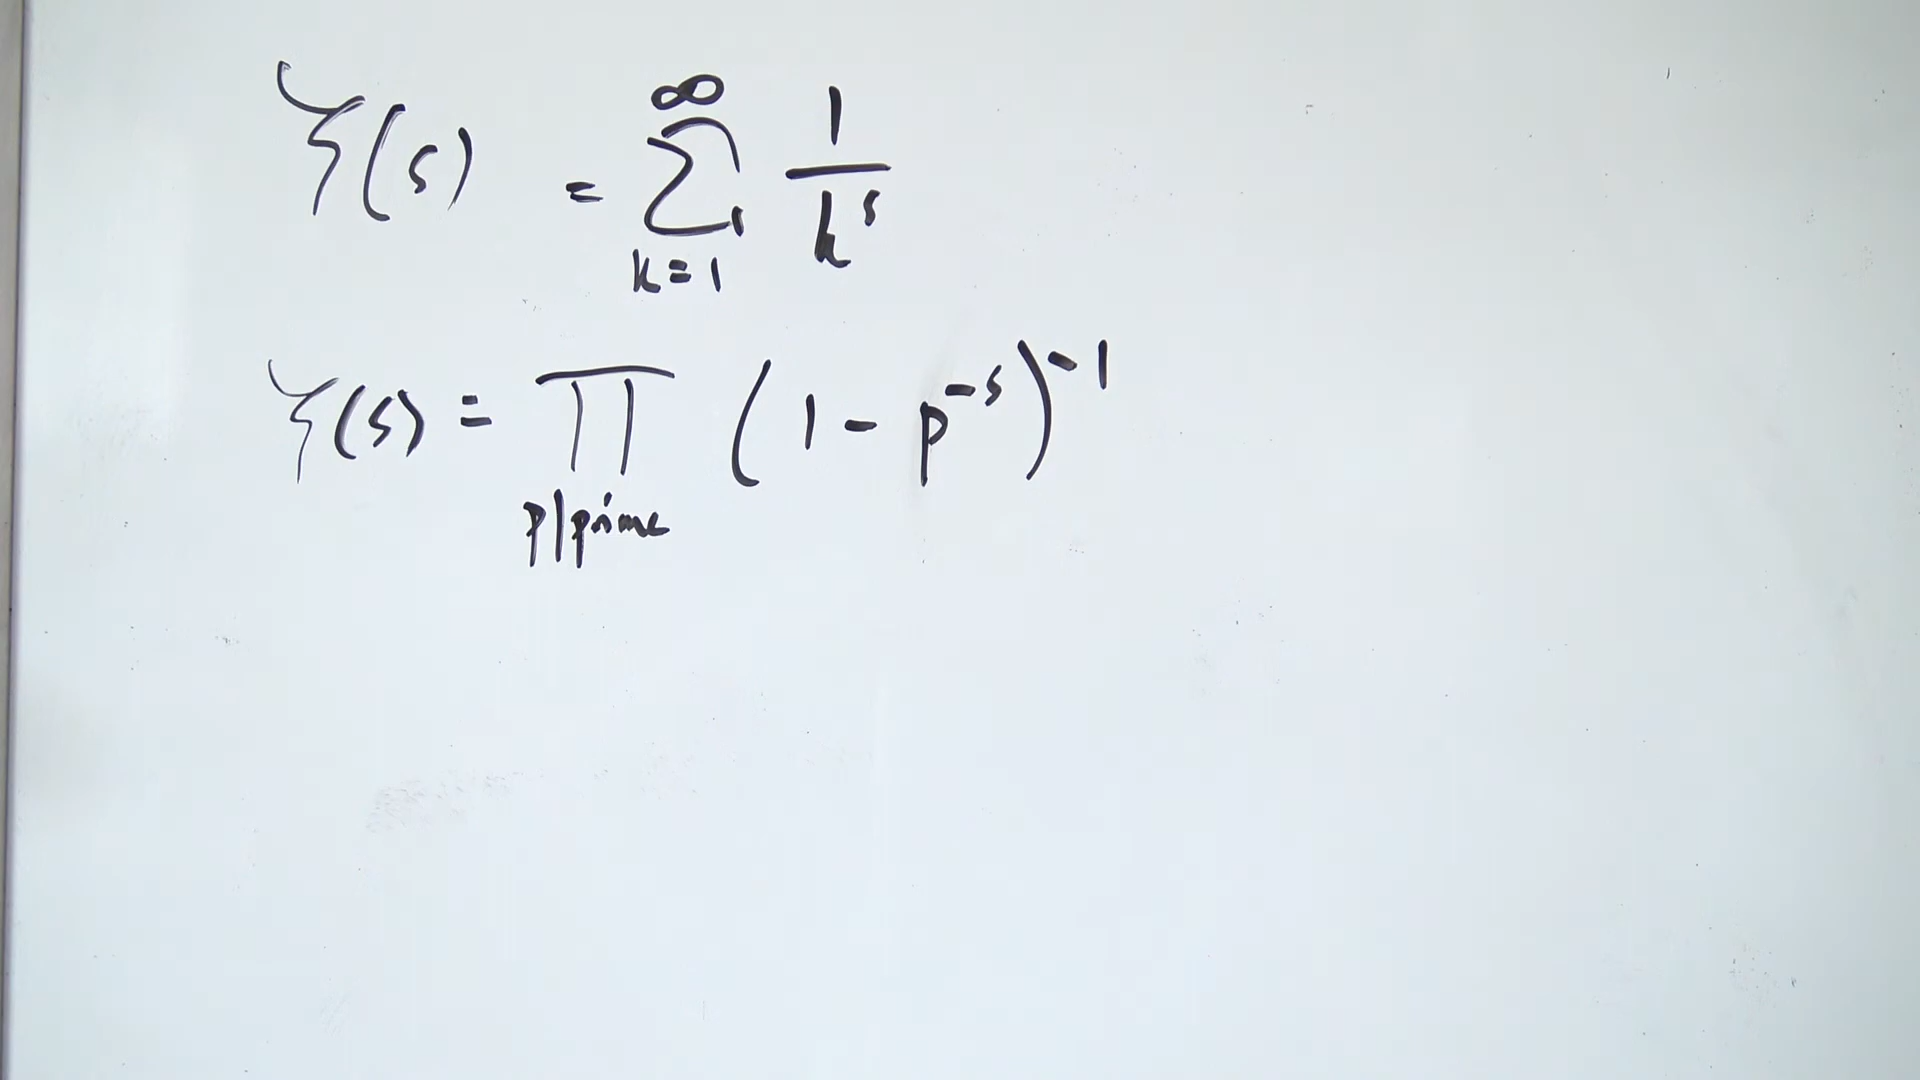 ζ(s) = ∑_{k=1}^{∞} 1/k^s
ζ(s) = ∏_{p|prime} (1 - p^{-s})^{-1}